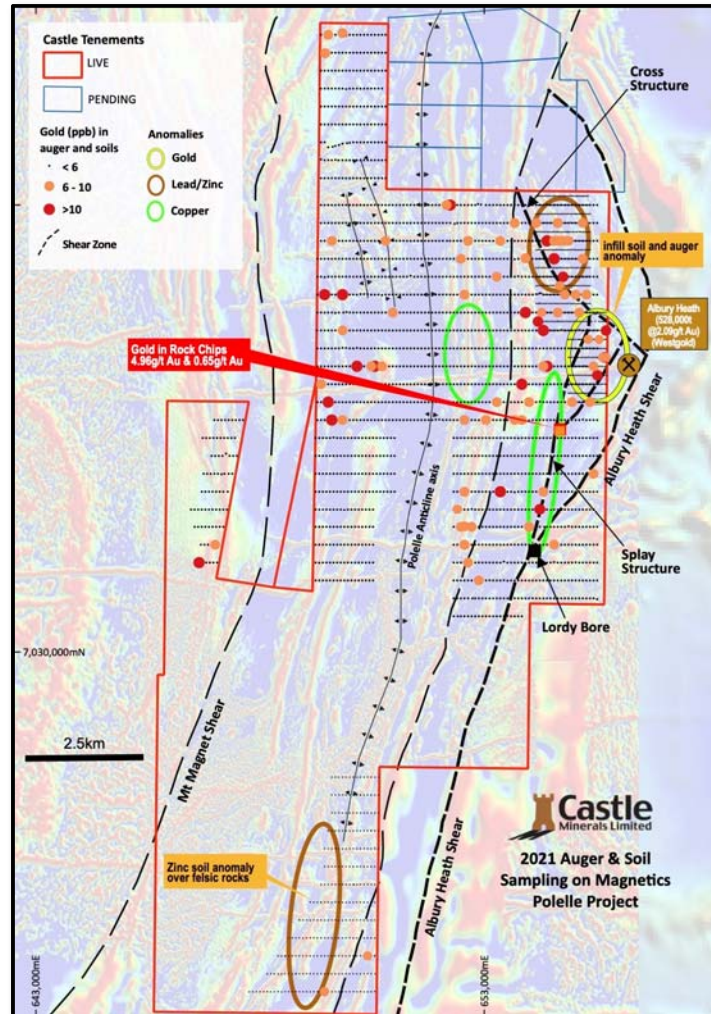 Castle Tenements
LIVE
PENDING
Gold (ppb) in
auger and soils
< 6
6 - 10
>10
Shear Zone
Anomalies
Gold
Lead/Zinc
Copper
Cross
Structure
infill soil and auger
anomaly
Albury Heath
(528,000t
@2.09g/t Au)
(Westgold)
Gold in Rock Chips
4.96g/t Au & 0.65g/t Au
Albury Heath Shear
Polelle Anticline axis
Splay
Structure
Lordy Bore
7,030,000mN
2.5km
Mt Magnet Shear
Castle
Minerals Limited
2021 Auger & Soil
Sampling on Magnetics
Polelle Project
Zinc soil anomaly
over felsic rocks
Albury Heath Shear
643,000mE
653,000mE